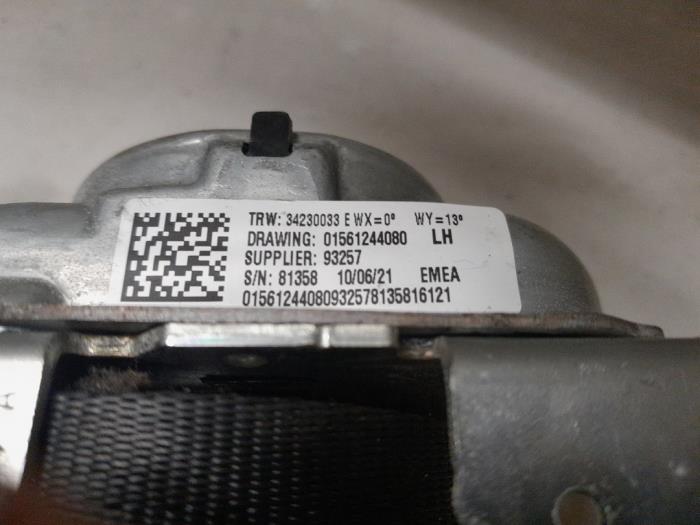 TRW: 34230033 E WX=0° WY=13°
DRAWING: 01561244080 LH
SUPPLIER: 93257
S/N: 81358 10/06/21 EMEA
01561244080932578135816121
A